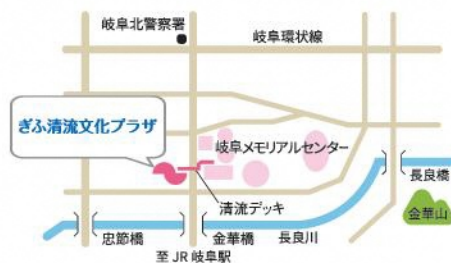 岐阜北警察署
岐阜環状線
ぎふ清流文化プラザ
岐阜メモリアルセンター
長良橋
清流デッキ
金華山
忠節橋
金華橋
長良川
至JR岐阜駅